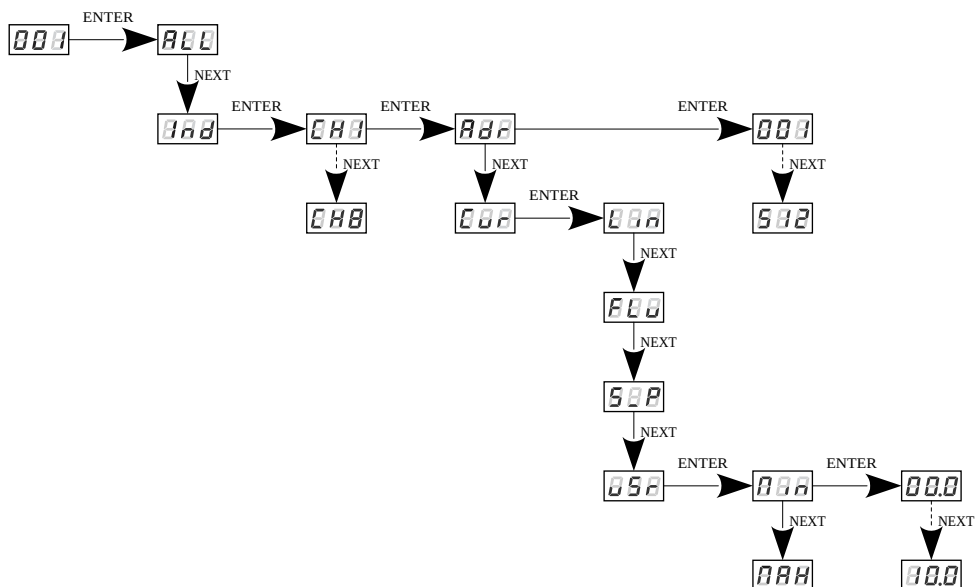 ENTER
001 ALL
NEXT
ENTER ENTER ENTER
Ind CH1 Adr 001
NEXT NEXT NEXT
ENTER
CH8 Cur Lin 512
NEXT
FLu
NEXT
S_P
NEXT
ENTER ENTER
uSr Min 00.0
NEXT NEXT
MAH 10.0